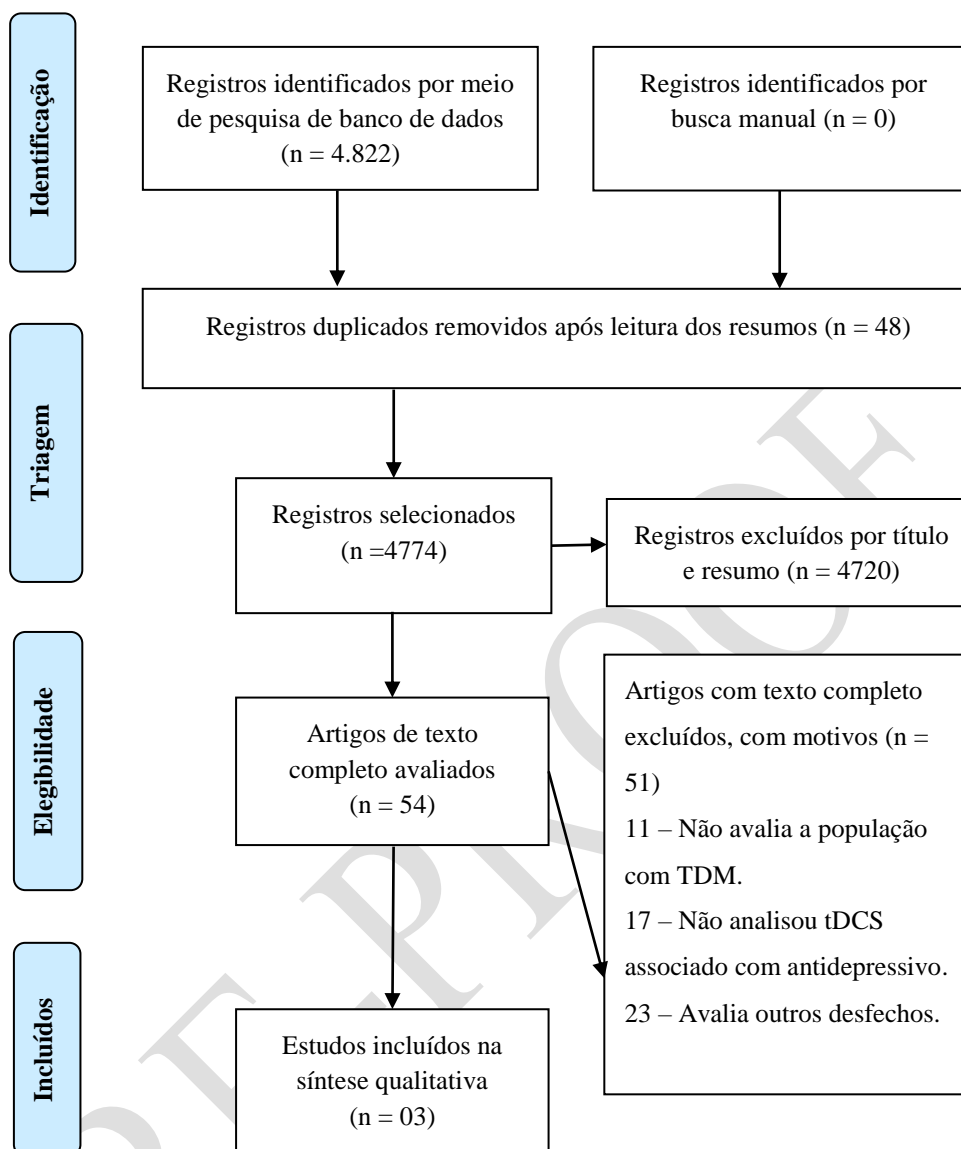 Identificação
Registros identificados por meio
de pesquisa de banco de dados
(n = 4.822)
Registros identificados por
busca manual (n = 0)
Registros duplicados removidos após leitura dos resumos (n = 48)
Triagem
Registros selecionados
(n =4774)
Registros excluídos por título
e resumo (n = 4720)
Elegibilidade
Artigos de texto
completo avaliados
(n = 54)
Artigos com texto completo
excluídos, com motivos (n =
51)
11 – Não avalia a população
com TDM.
17 – Não analisou tDCS
associado com antidepressivo.
23 – Avalia outros desfechos.
Incluídos
Estudos incluídos na
síntese qualitativa
(n = 03)